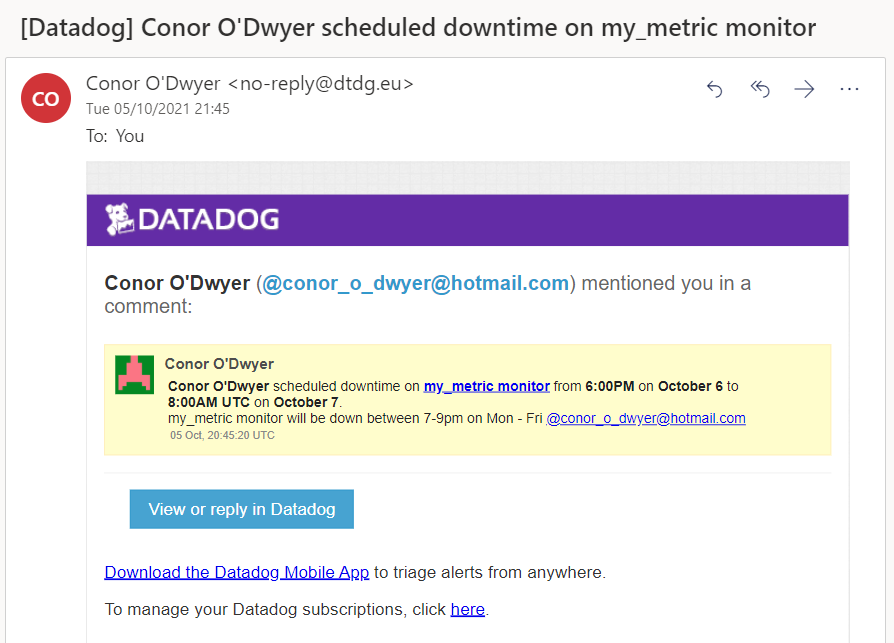 [Datadog] Conor O'Dwyer scheduled downtime on my_metric monitor
CO
Conor O'Dwyer <no-reply@dtdg.eu>
Tue 05/10/2021 21:45
To: You
DATADOG
Conor O'Dwyer (@conor_o_dwyer@hotmail.com) mentioned you in a
comment:
Conor O'Dwyer
Conor O'Dwyer scheduled downtime on my_metric monitor from 6:00PM on October 6 to
8:00AM UTC on October 7.
my_metric monitor will be down between 7-9pm on Mon - Fri @conor_o_dwyer@hotmail.com
05 Oct, 20:45:20 UTC
View or reply in Datadog
Download the Datadog Mobile App to triage alerts from anywhere.
To manage your Datadog subscriptions, click here.